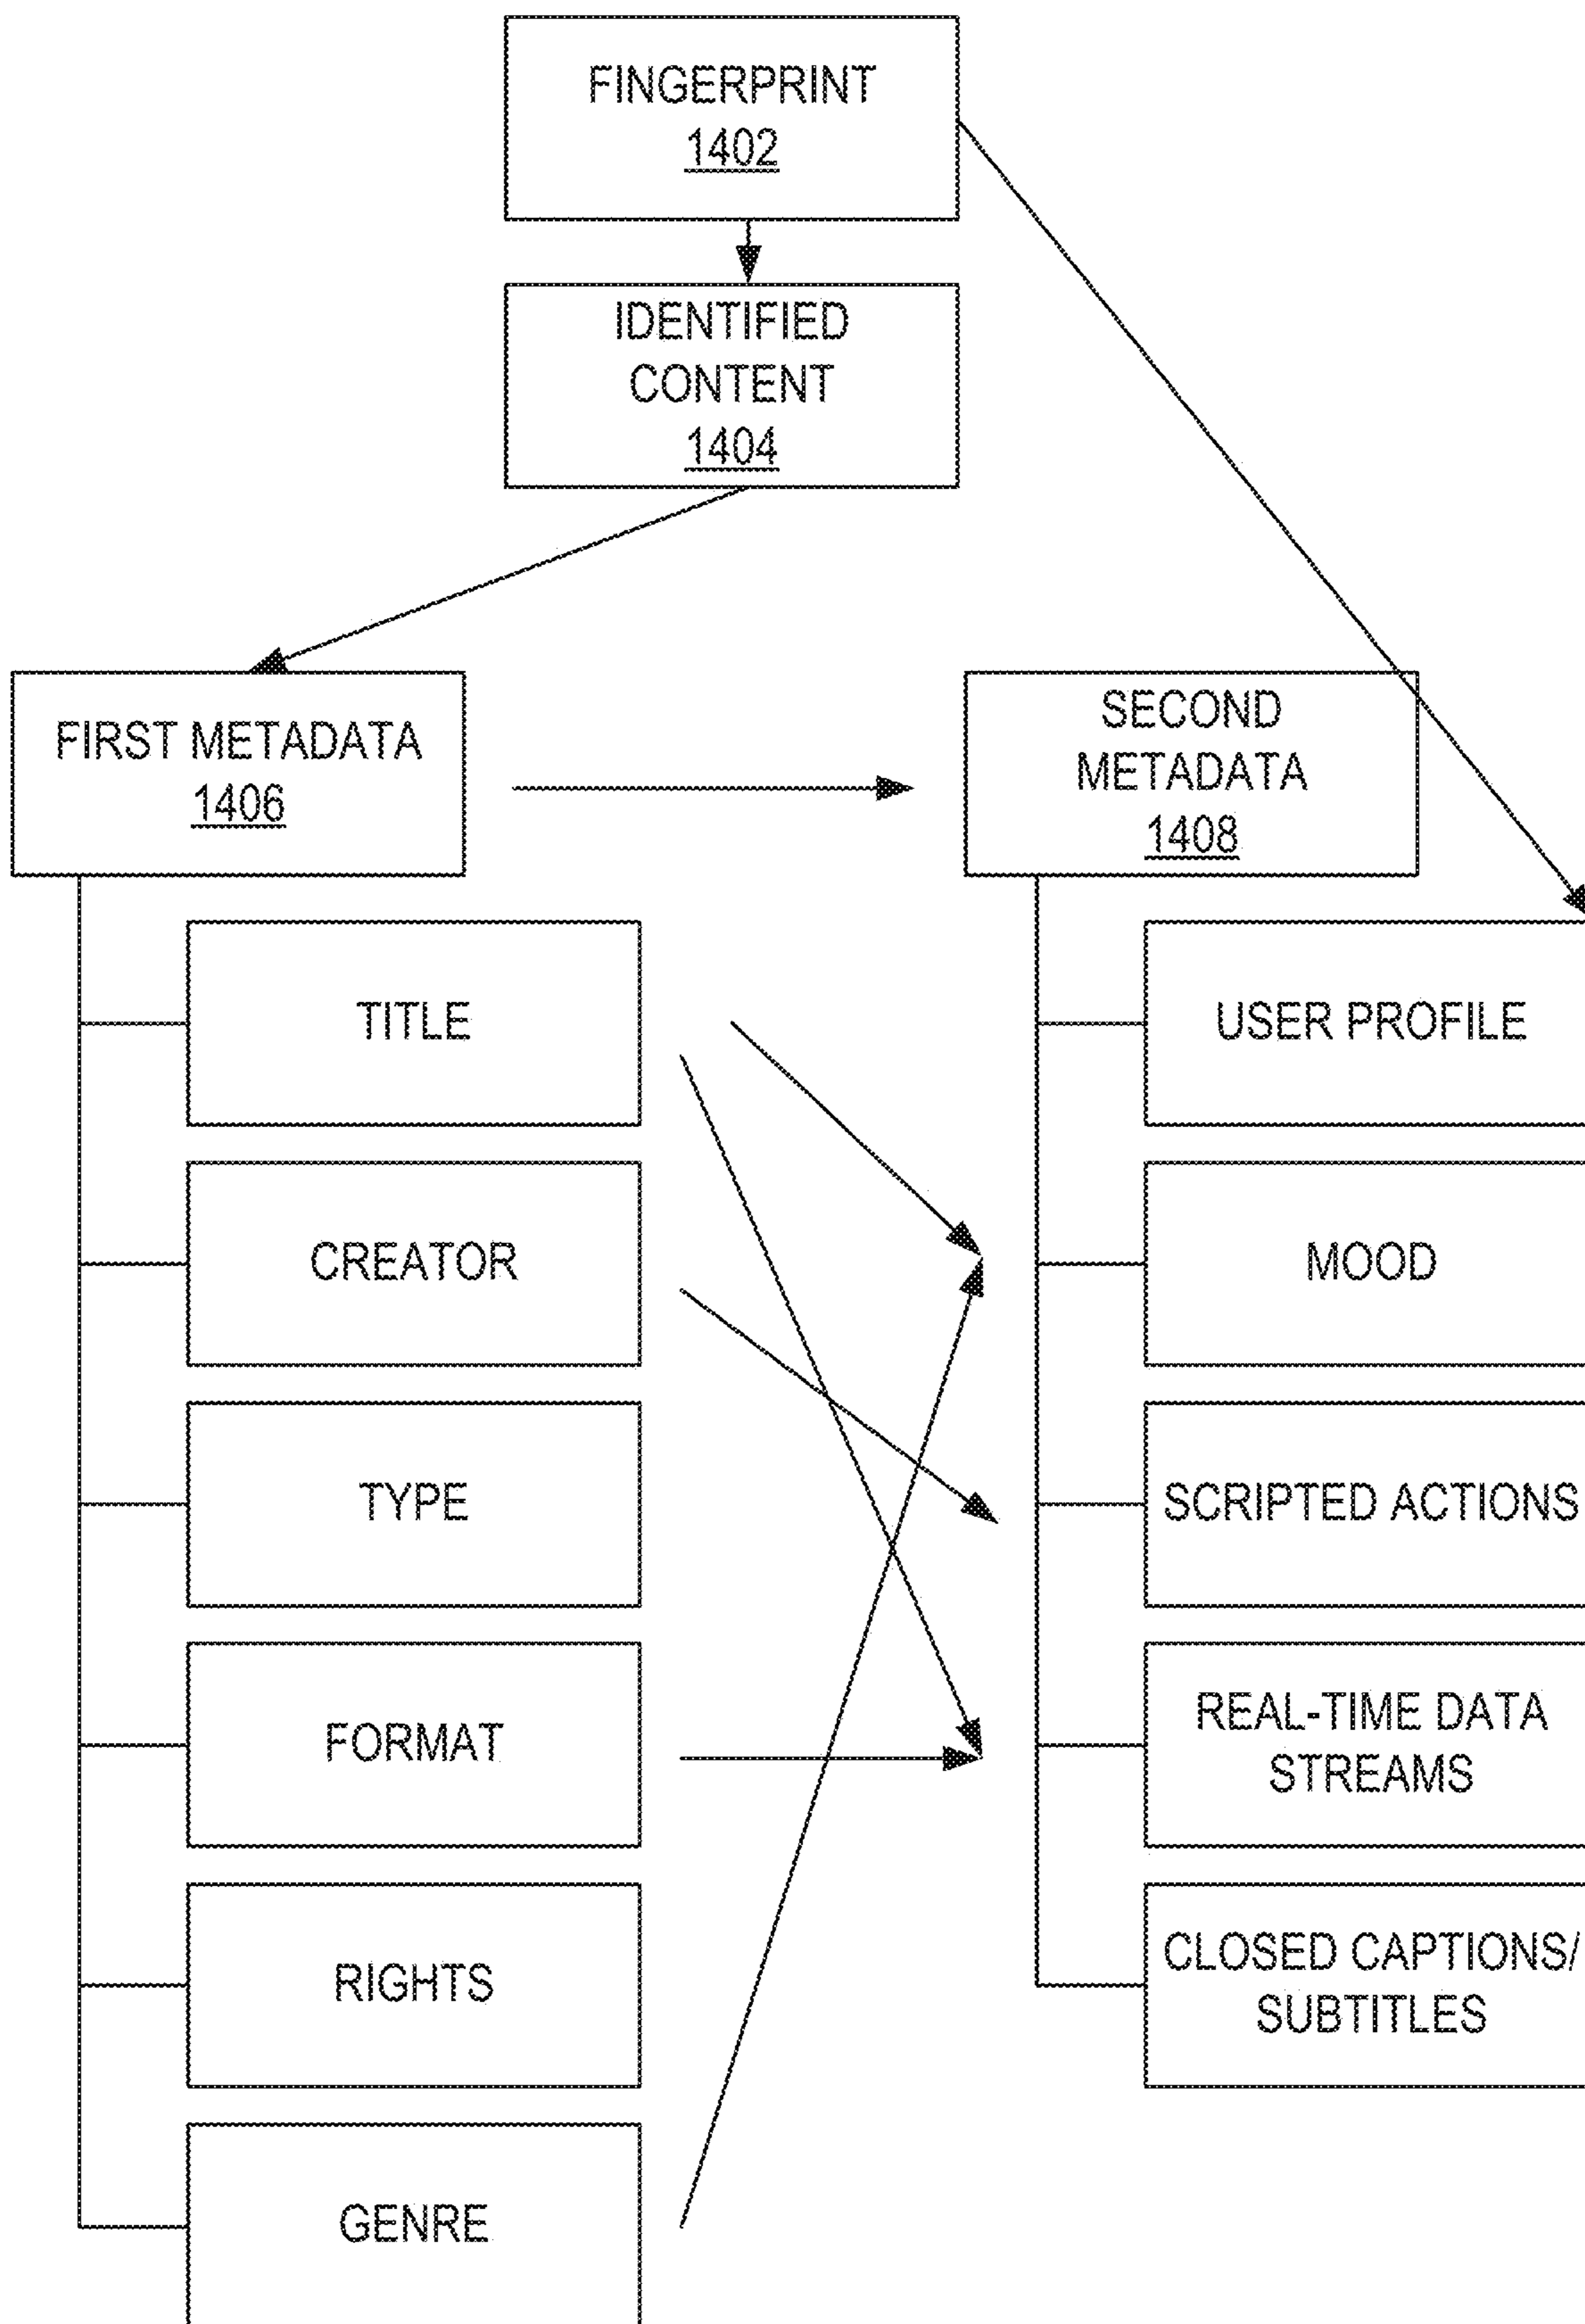 FINGERPRINT
1402
IDENTIFIED
CONTENT
1404
FIRST METADATA
1406
SECOND
METADATA
1408
TITLE
CREATOR
TYPE
FORMAT
RIGHTS
GENRE
USER PROFILE
MOOD
SCRIPTED ACTIONS
REAL-TIME DATA
STREAMS
CLOSED CAPTIONS/
SUBTITLES